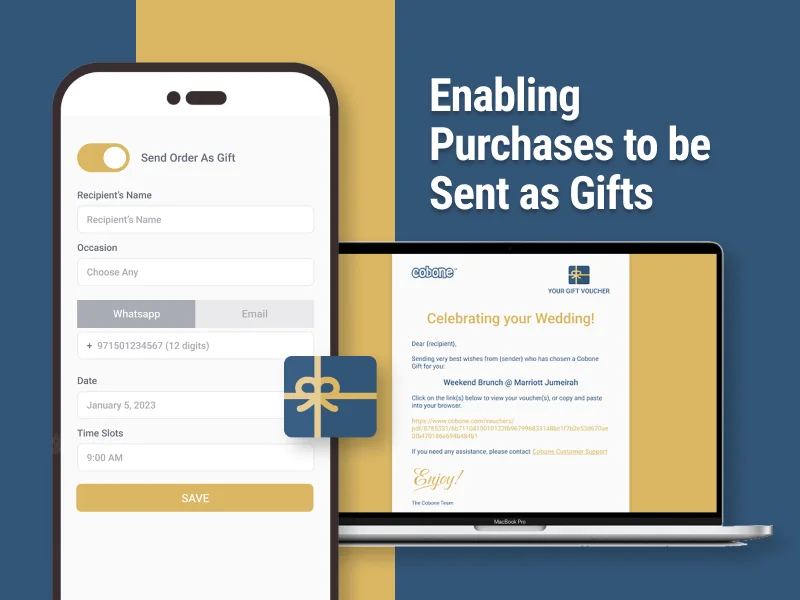 Enabling
Purchases to be
Sent as Gifts
Send Order As Gift
Recipient's Name
Recipient's Name
Occasion
Choose Any
Whatsapp
Email
+ 971501234567 (12 digits)
Date
January 5, 2023
Time Slots
9:00 AM
SAVE
cobone
YOUR GIFT VOUCHER
Celebrating your Wedding!
Dear {recipient},
Sending very best wishes from {sender} who has chosen a Cobone
Gift for you:
Weekend Brunch @ Marriott Jumeirah
Click on the link(s) below to view your voucher(s), or copy and paste
into your browser.
https://www.cobone.com/vouchers/
If you need any assistance, please contact Cobone Customer Support
Enjoy!
The Cobone Team
MacBook Pro